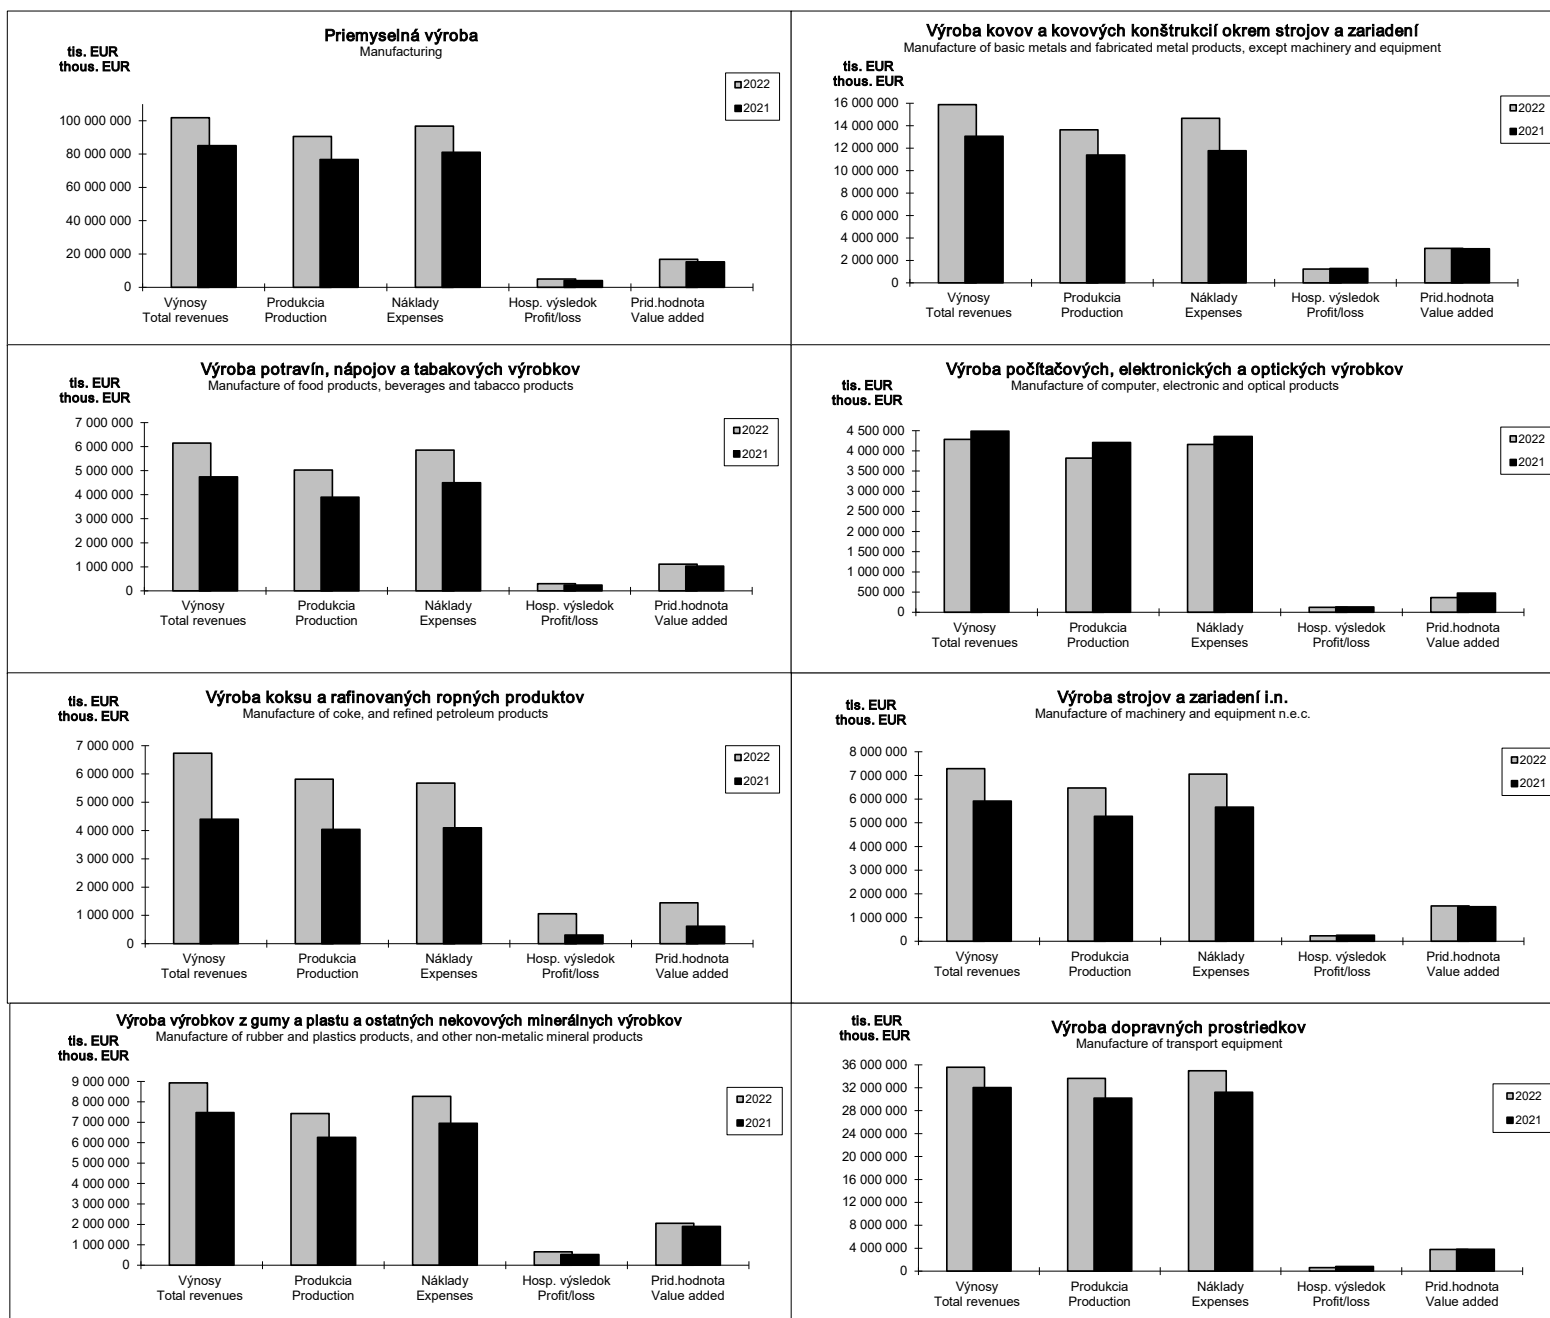 Priemyselná výroba
Manufacturing
tis. EUR
thous. EUR
2022
2021
100 000 000
80 000 000
60 000 000
40 000 000
20 000 000
0
Výnosy Produkcia Náklady Hosp. výsledok Prid.hodnota
Total revenues Production Expenses Profit/loss Value added
Výroba kovov a kovových konštrukcií okrem strojov a zariadení
Manufacture of basic metals and fabricated metal products, except machinery and equipment
tis. EUR
thous. EUR
2022
2021
16 000 000
14 000 000
12 000 000
10 000 000
8 000 000
6 000 000
4 000 000
2 000 000
0
Výnosy Produkcia Náklady Hosp. výsledok Prid.hodnota
Total revenues Production Expenses Profit/loss Value added
Výroba potravín, nápojov a tabakových výrobkov
Manufacture of food products, beverages and tabacco products
tis. EUR
thous. EUR
2022
2021
7 000 000
6 000 000
5 000 000
4 000 000
3 000 000
2 000 000
1 000 000
0
Výnosy Produkcia Náklady Hosp. výsledok Prid.hodnota
Total revenues Production Expenses Profit/loss Value added
Výroba počítačových, elektronických a optických výrobkov
Manufacture of computer, electronic and optical products
tis. EUR
thous. EUR
2022
2021
4 500 000
4 000 000
3 500 000
3 000 000
2 500 000
2 000 000
1 500 000
1 000 000
500 000
0
Výnosy Produkcia Náklady Hosp. výsledok Prid.hodnota
Total revenues Production Expenses Profit/loss Value added
Výroba koksu a rafinovaných ropných produktov
Manufacture of coke, and refined petroleum products
tis. EUR
thous. EUR
2022
2021
7 000 000
6 000 000
5 000 000
4 000 000
3 000 000
2 000 000
1 000 000
0
Výnosy Produkcia Náklady Hosp. výsledok Prid.hodnota
Total revenues Production Expenses Profit/loss Value added
Výroba strojov a zariadení i.n.
Manufacture of machinery and equipment n.e.c.
tis. EUR
thous. EUR
2022
2021
8 000 000
7 000 000
6 000 000
5 000 000
4 000 000
3 000 000
2 000 000
1 000 000
0
Výnosy Produkcia Náklady Hosp. výsledok Prid.hodnota
Total revenues Production Expenses Profit/loss Value added
Výroba výrobkov z gumy a plastu a ostatných nekovových minerálnych výrobkov
Manufacture of rubber and plastics products, and other non-metalic mineral products
tis. EUR
thous. EUR
2022
2021
9 000 000
8 000 000
7 000 000
6 000 000
5 000 000
4 000 000
3 000 000
2 000 000
1 000 000
0
Výnosy Produkcia Náklady Hosp. výsledok Prid.hodnota
Total revenues Production Expenses Profit/loss Value added
Výroba dopravných prostriedkov
Manufacture of transport equipment
tis. EUR
thous. EUR
2022
2021
36 000 000
32 000 000
28 000 000
24 000 000
20 000 000
16 000 000
12 000 000
8 000 000
4 000 000
0
Výnosy Produkcia Náklady Hosp. výsledok Prid.hodnota
Total revenues Production Expenses Profit/loss Value added